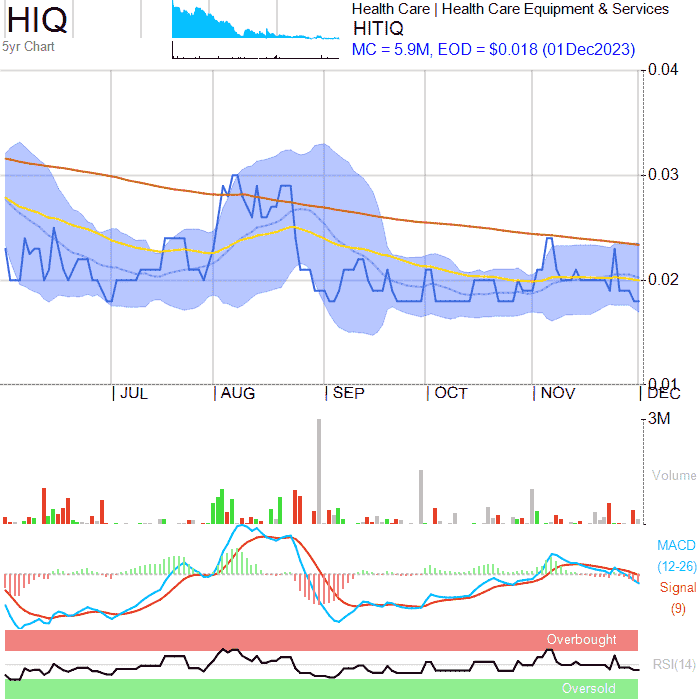 HIQ
5yr Chart
Health Care | Health Care Equipment & Services
HITIQ
MC = 5.9M, EOD = $0.018 (01Dec2023)
0.04
0.03
0.02
0.01
JUL
AUG
SEP
OCT
NOV
DEC
3M
Volume
MACD
(12-26)
Signal
(9)
Overbought
RSI(14)
Oversold